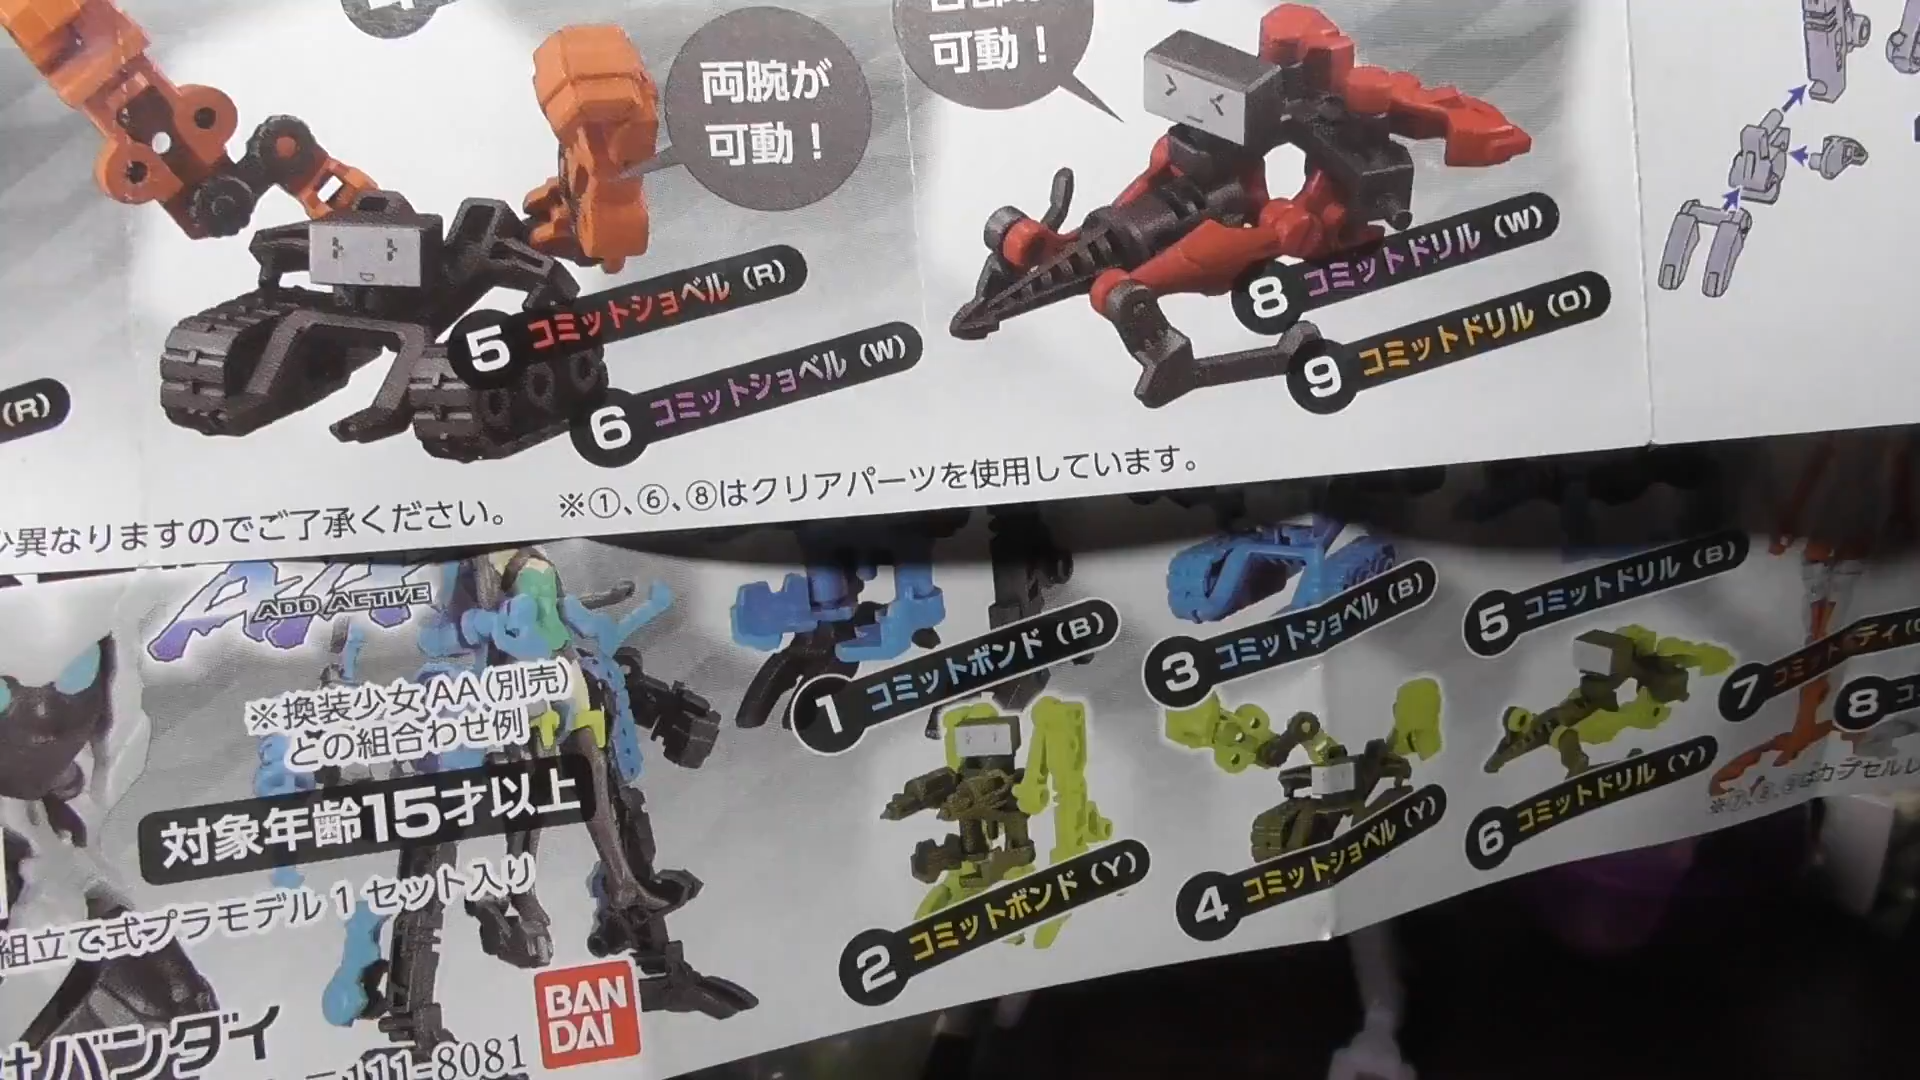 両腕が
可動！
可動！
5 コミットショベル（R）
6 コミットショベル（W）
8 コミットドリル（W）
9 コミットドリル（O）
（R）
異なりますのでご了承ください。 ※①、⑥、⑧はクリアパーツを使用しています。
ADD ACTIVE
※換装少女AA（別売）
との組合わせ例
対象年齢15才以上
組立て式プラモデル1セット入り
バンダイ
111-8081
BAN
DAI
1 コミットボンド（B）
2 コミットボンド（Y）
3 コミットショベル（B）
4 コミットショベル（Y）
5 コミットドリル（B）
6 コミットドリル（Y）
7
8